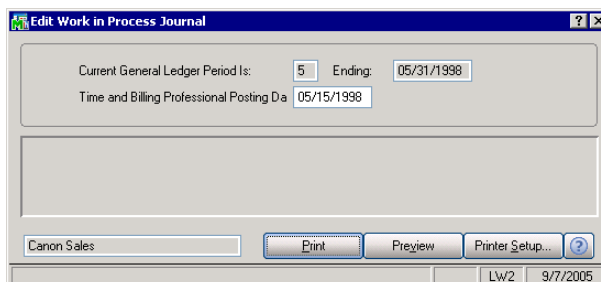 Edit Work in Process Journal
Current General Ledger Period Is: 5 Ending: 05/31/1998
Time and Billing Professional Posting Da 05/15/1998
Canon Sales Print Preview Printer Setup...
LW2 9/7/2005